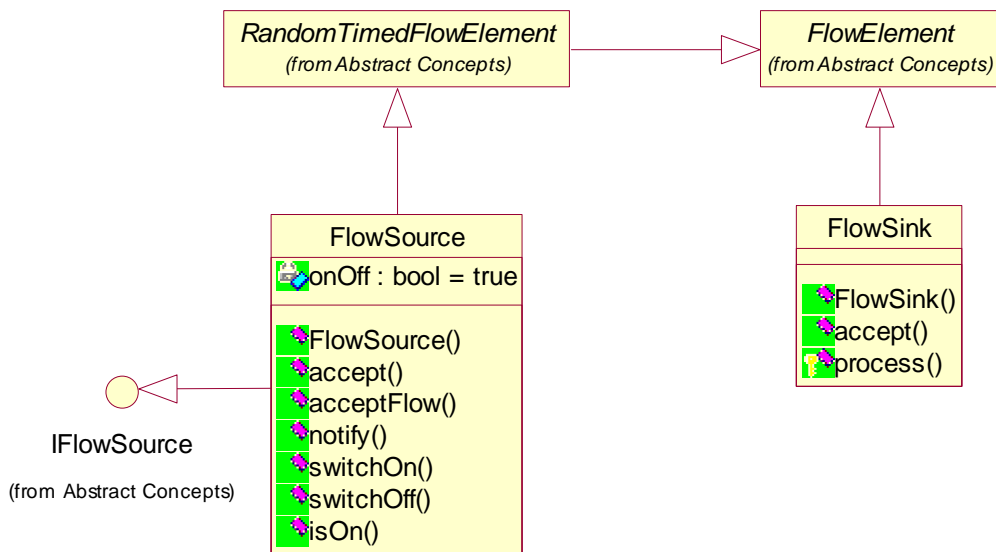 RandomTimedFlowElement
(from Abstract Concepts)
FlowElement
(from Abstract Concepts)
FlowSource
onOff : bool = true
FlowSource()
accept()
acceptFlow()
notify()
switchOn()
switchOff()
isOn()
FlowSink
FlowSink()
accept()
process()
IFlowSource
(from Abstract Concepts)